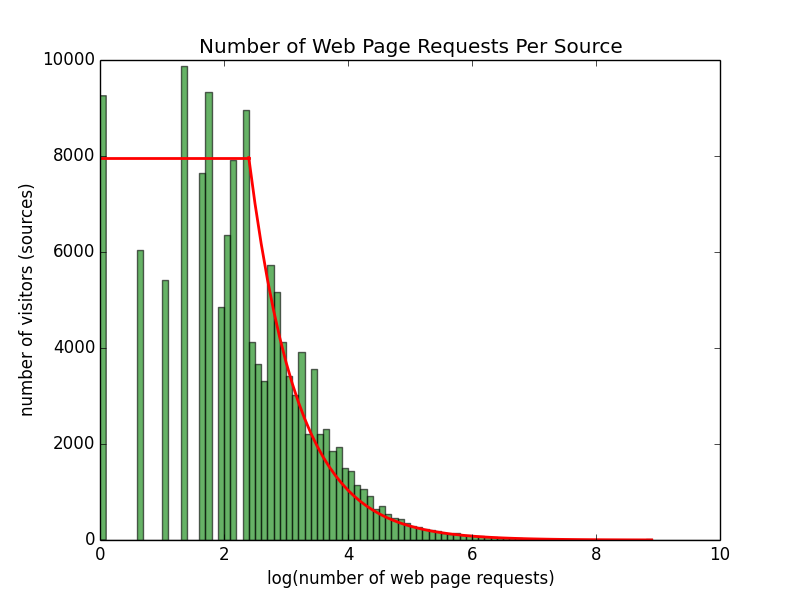 Number of Web Page Requests Per Source
10000
8000
6000
4000
2000
0
number of visitors (sources)
0 2 4 6 8 10
log(number of web page requests)